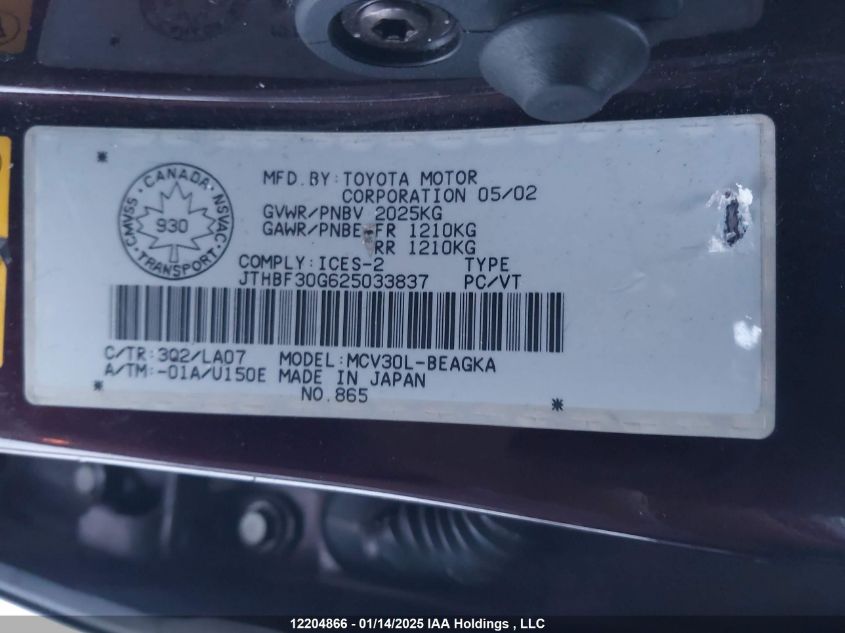 MFD. BY: TOYOTA MOTOR
CORPORATION 05/02
GVWR/PNBV 2025KG
GAWR/PNBE FR 1210KG
RR 1210KG
CANADA
CMVSS 930 NSVAC
TRANSPORT
COMPLY: ICES-2 TYPE
JTHBF30G625033837 PC/VT
C/TR: 3Q2/LA07 MODEL: MCV30L-BEAGKA
A/TM: -01A/U150E MADE IN JAPAN
NO. 865
12204866 - 01/14/2025 IAA Holdings , LLC